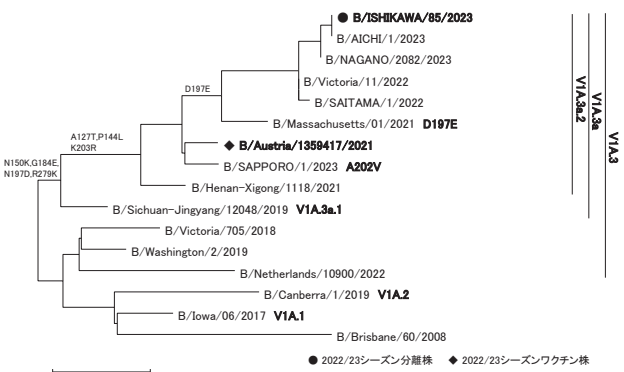 ● B/ISHIKAWA/85/2023
B/AICHI/1/2023
B/NAGANO/2082/2023
B/Victoria/11/2022
D197E
B/SAITAMA/1/2022
B/Massachusetts/01/2021 D197E
A127T,P144L
K203R
◆ B/Austria/1359417/2021
N150K,G184E,
N197D,R279K
B/SAPPORO/1/2023 A202V
B/Henan-Xigong/1118/2021
B/Sichuan-Jingyang/12048/2019 V1A.3a.1
B/Victoria/705/2018
B/Washington/2/2019
B/Netherlands/10900/2022
B/Canberra/1/2019 V1A.2
B/Iowa/06/2017 V1A.1
B/Brisbane/60/2008
V1A.3a.2
V1A.3a
V1A.3
● 2022/23シーズン分離株 ◆ 2022/23シーズンワクチン株